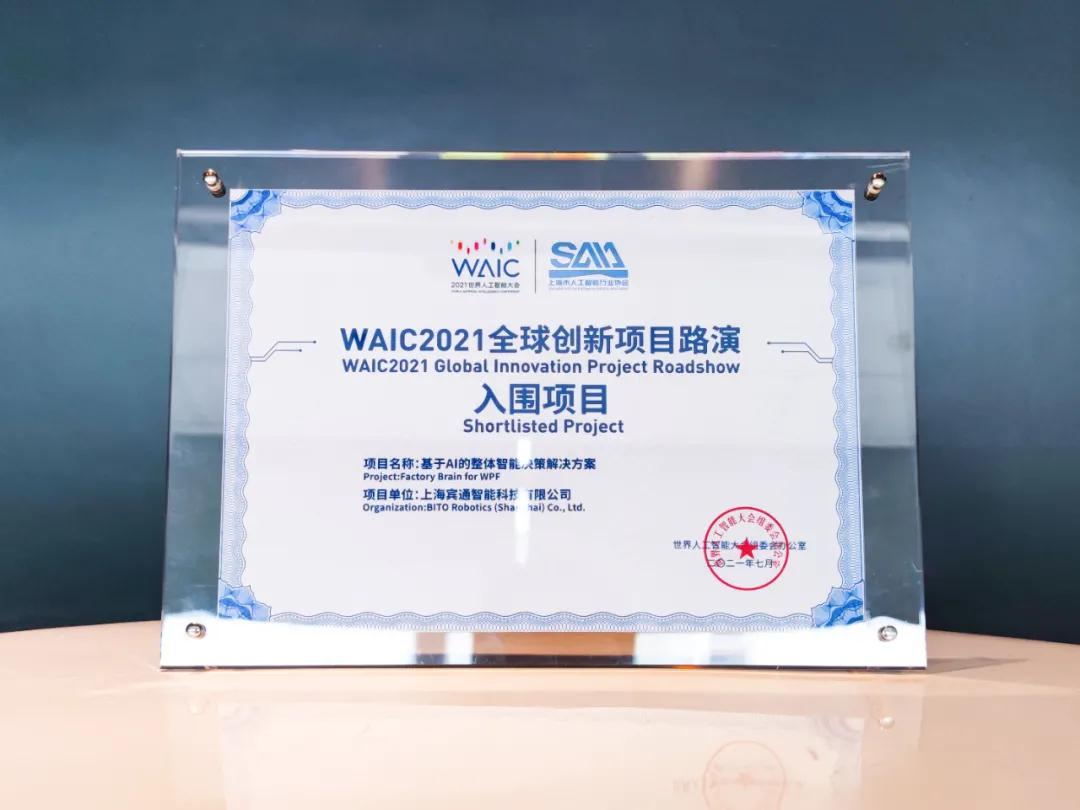 WAIC
2021世界人工智能大会
SAIA
上海市人工智能行业协会
WAIC2021全球创新项目路演
WAIC2021 Global Innovation Project Roadshow
入围项目
Shortlisted Project
项目名称:基于AI的整体智能决策解决方案
Project:Factory Brain for WPF
项目单位:上海宾通智能科技有限公司
Organization:BITO Robotics (Shanghai) Co., Ltd.
世界人工智能大会组委会办公室
二〇二一年七月